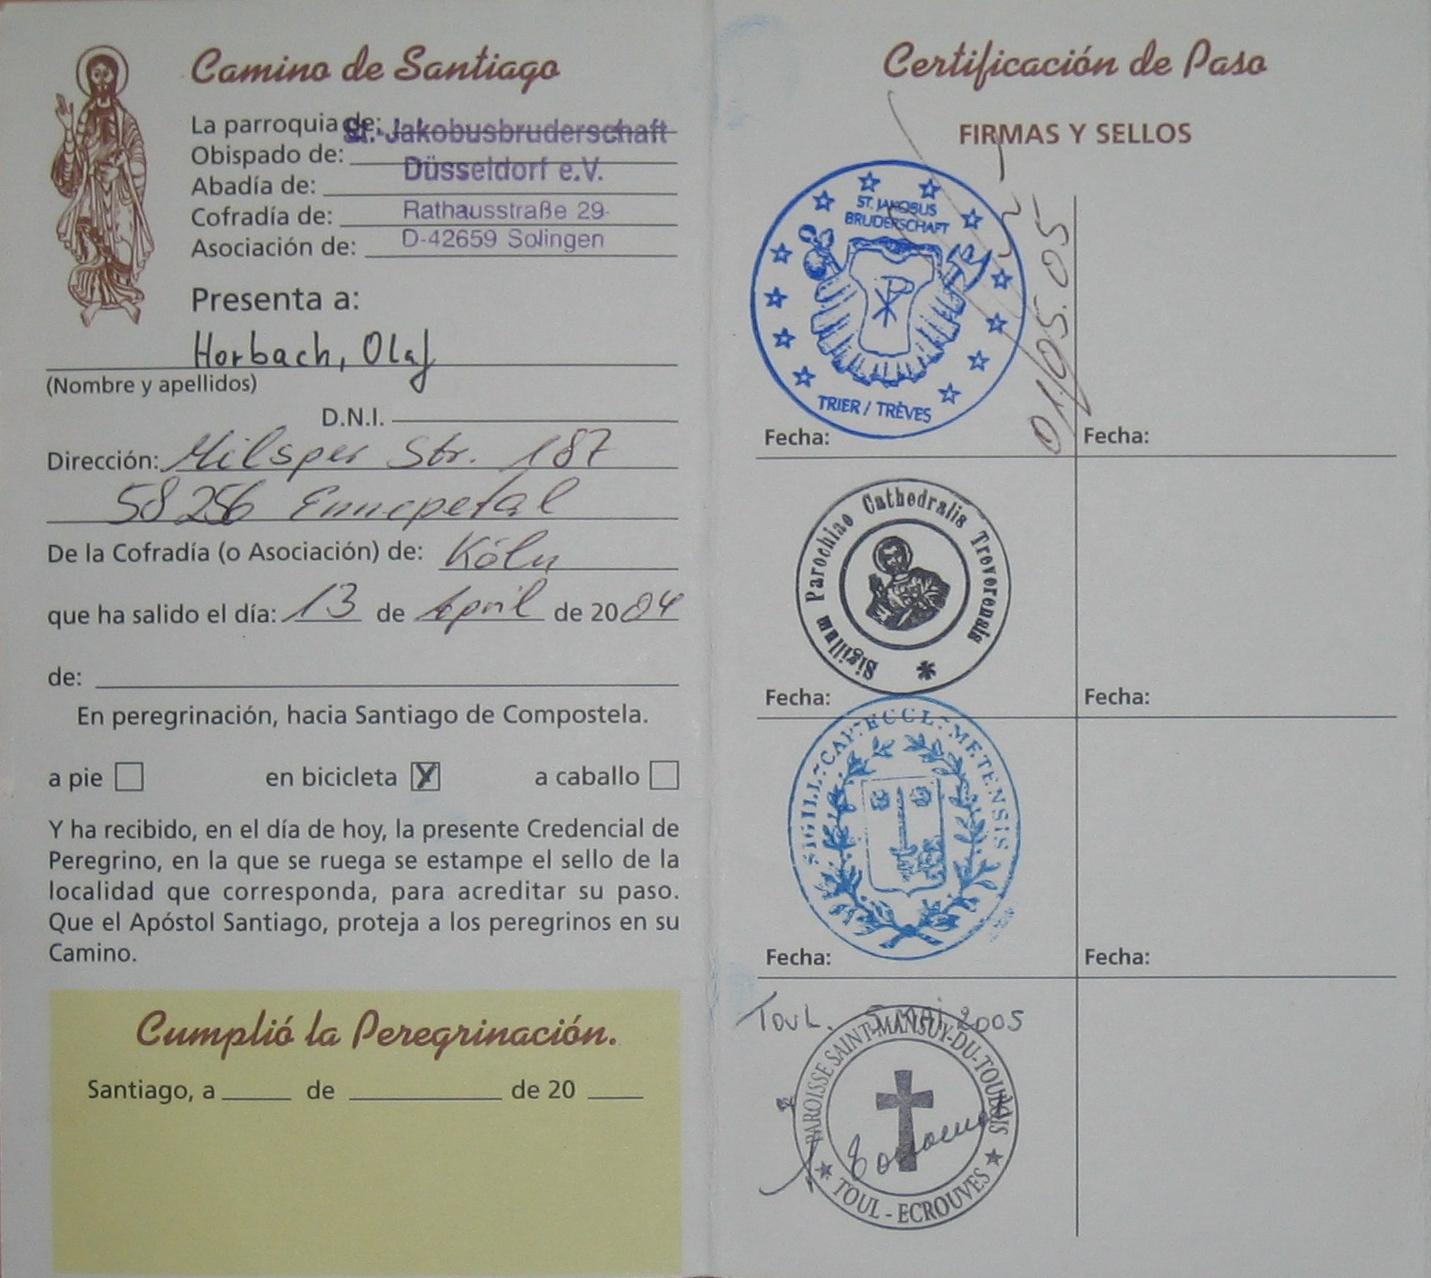 Camino de Santiago
La parroquia de: St. Jakobusbruderschaft
Obispado de: Düsseldorf e.V.
Abadía de:
Cofradía de: Rathausstraße 29
Asociación de: D-42659 Solingen
Presenta a:
Horbach, Olaf
(Nombre y apellidos)
D.N.I.
Dirección: Milsper Str. 187
58256 Ennepetal
De la Cofradía (o Asociación) de: Köln
que ha salido el día: 13 de April de 2004
de:
En peregrinación, hacia Santiago de Compostela.
a pie en bicicleta X a caballo
Y ha recibido, en el día de hoy, la presente Credencial de
Peregrino, en la que se ruega se estampe el sello de la
localidad que corresponda, para acreditar su paso.
Que el Apóstol Santiago, proteja a los peregrinos en su
Camino.
Cumplió la Peregrinación.
Santiago, a de de 20
Certificación de Paso
FIRMAS Y SELLOS
ST. JAKOBUS
BRUDERSCHAFT
TRIER / TRÈVES
01.05.05
Fecha: Fecha:
Sigillum Parochiae Cathedralis Treverensis
Fecha: Fecha:
SIGILL. CAP. ECCL. METENSIS
Fecha: Fecha:
Toul. 5 mai 2005
PAROISSE SAINT-MANSUY-DU-TOULOIS
TOUL - ECROUVES